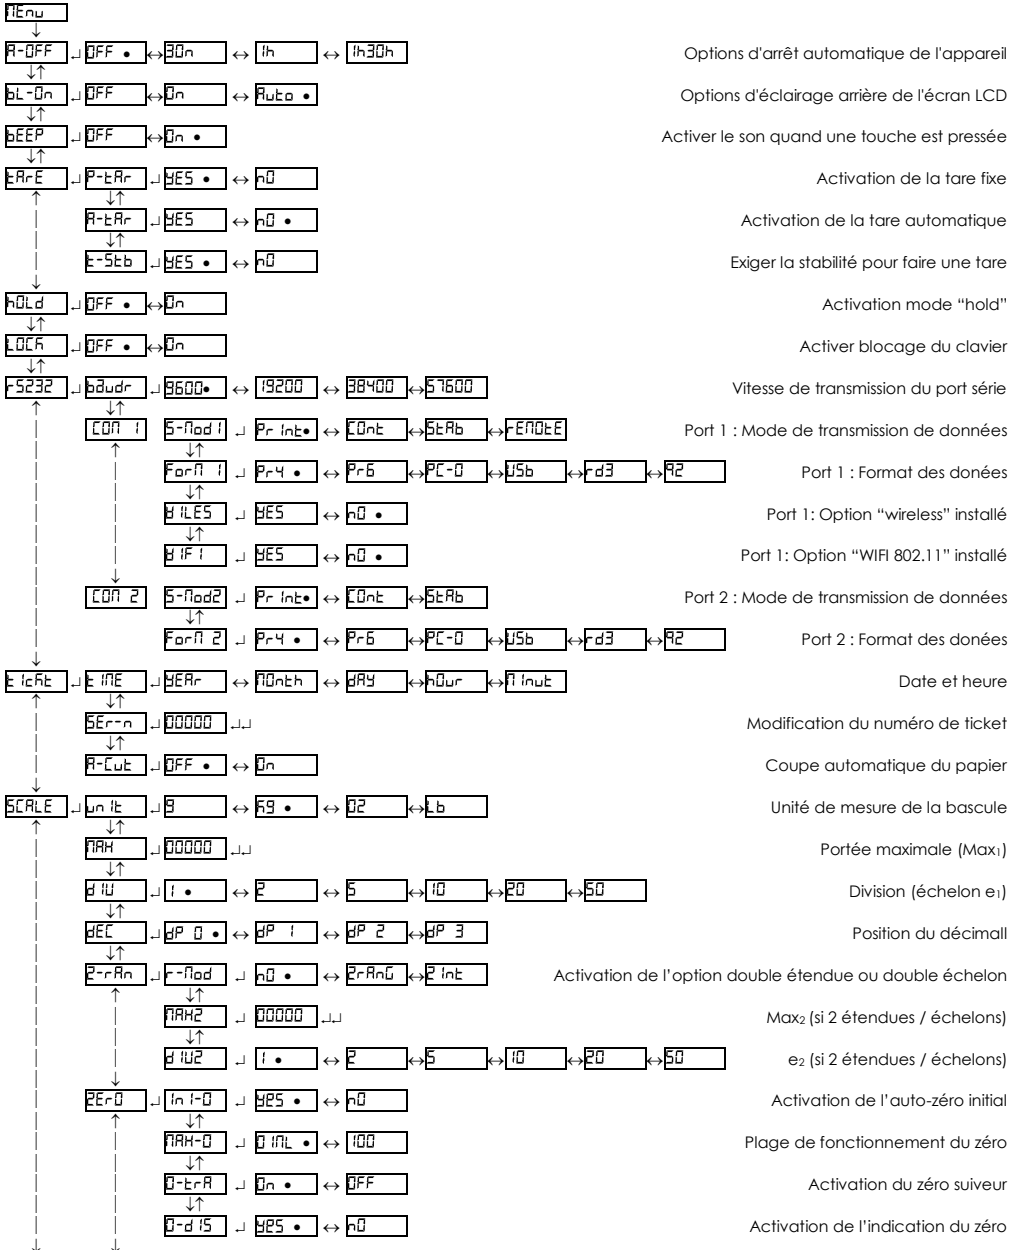 MEnu
A-OFF OFF • 30n 1h 1h30h Options d'arrêt automatique de l'appareil
bL-On OFF On Auto • Options d'éclairage arrière de l'écran LCD
bEEP OFF On • Activer le son quand une touche est pressée
tArE P-tAr YES • nO Activation de la tare fixe
A-tAr YES nO • Activation de la tare automatique
t-Stb YES • nO Exiger la stabilité pour faire une tare
hOLd OFF • On Activation mode “hold”
LOCK OFF • On Activer blocage du clavier
rS232 bAudr 9600• 19200 38400 57600 Vitesse de transmission du port série
COM 1 S-Mod1 Print• COnt StAb rEMOtE Port 1 : Mode de transmission de données
ForM 1 Pr4 • Pr6 PC-0 USb rd3 92 Port 1 : Format des donées
WILES YES nO • Port 1: Option “wireless” installé
WIFI YES nO • Port 1: Option “WIFI 802.11” installé
COM 2 S-Mod2 Print• COnt StAb Port 2 : Mode de transmission de données
ForM 2 Pr4 • Pr6 PC-0 USb rd3 92 Port 2 : Format des donées
tIcKt tIME YEAr MOnth dAY hOur MInut Date et heure
SEr-n 00000 Modification du numéro de ticket
A-Cut OFF • On Coupe automatique du papier
SCALE unIt g Kg • OZ Lb Unité de mesure de la bascule
MAX 00000 Portée maximale (Max1)
dIV 1 • 2 5 10 20 50 Division (échelon e1)
dEC dP 0 • dP 1 dP 2 dP 3 Position du décimall
2-rAn r-Mod nO • 2rAnG 2Int Activation de l’option double étendue ou double échelon
MAX2 00000 Max2 (si 2 étendues / échelons)
dIV2 1 • 2 5 10 20 50 e2 (si 2 étendues / échelons)
ZErO InI-0 YES • nO Activation de l’auto-zéro initial
MAX-0 OIML • 100 Plage de fonctionnement du zéro
0-trA On • OFF Activation du zéro suiveur
0-dIS YES • nO Activation de l’indication du zéro